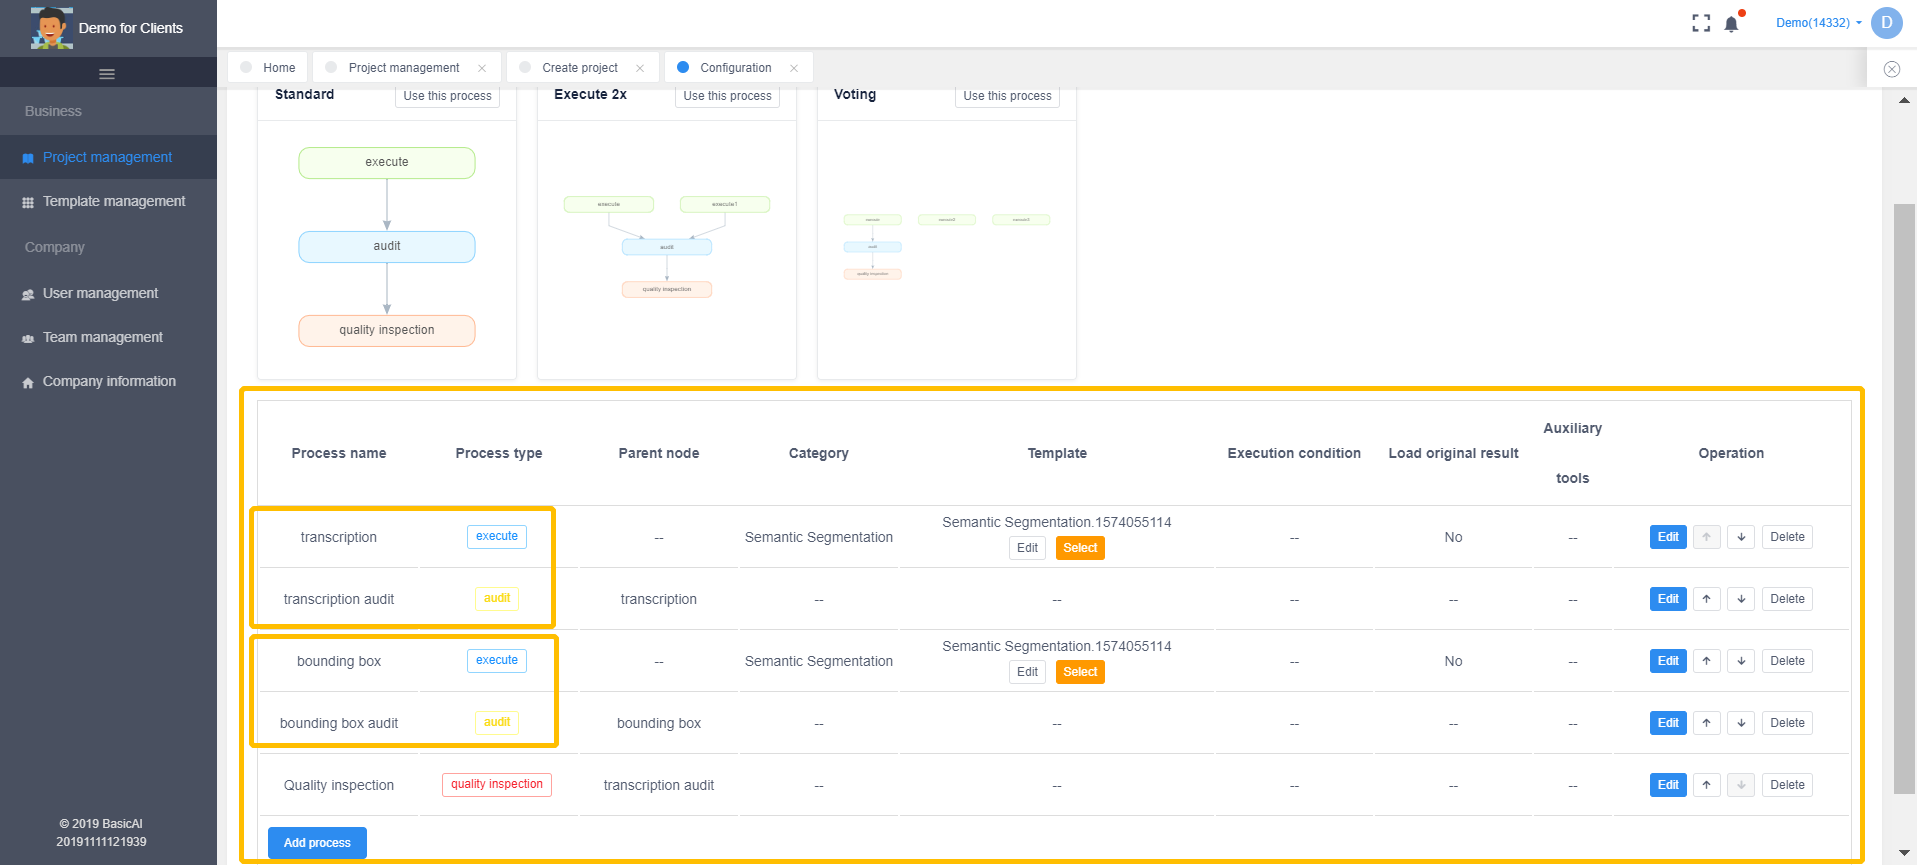 Demo for Clients
Demo(14332)
D
Home
Project management
Create project
Configuration
Business
Project management
Template management
Company
User management
Team management
Company information
© 2019 BasicAI
20191111121939
Standard
Use this process
execute
audit
quality inspection
Execute 2x
Use this process
execute
execute1
audit
quality inspection
Voting
Use this process
execute
execute2
execute3
audit
quality inspection
Process name Process type Parent node Category Template Execution condition Load original result Auxiliary tools Operation
transcription execute -- Semantic Segmentation Semantic Segmentation.1574055114 Edit Select -- No -- Edit Delete
transcription audit audit transcription -- -- -- -- -- Edit Delete
bounding box execute -- Semantic Segmentation Semantic Segmentation.1574055114 Edit Select -- No -- Edit Delete
bounding box audit audit bounding box -- -- -- -- -- Edit Delete
Quality inspection quality inspection transcription audit -- -- -- -- -- Edit Delete
Add process